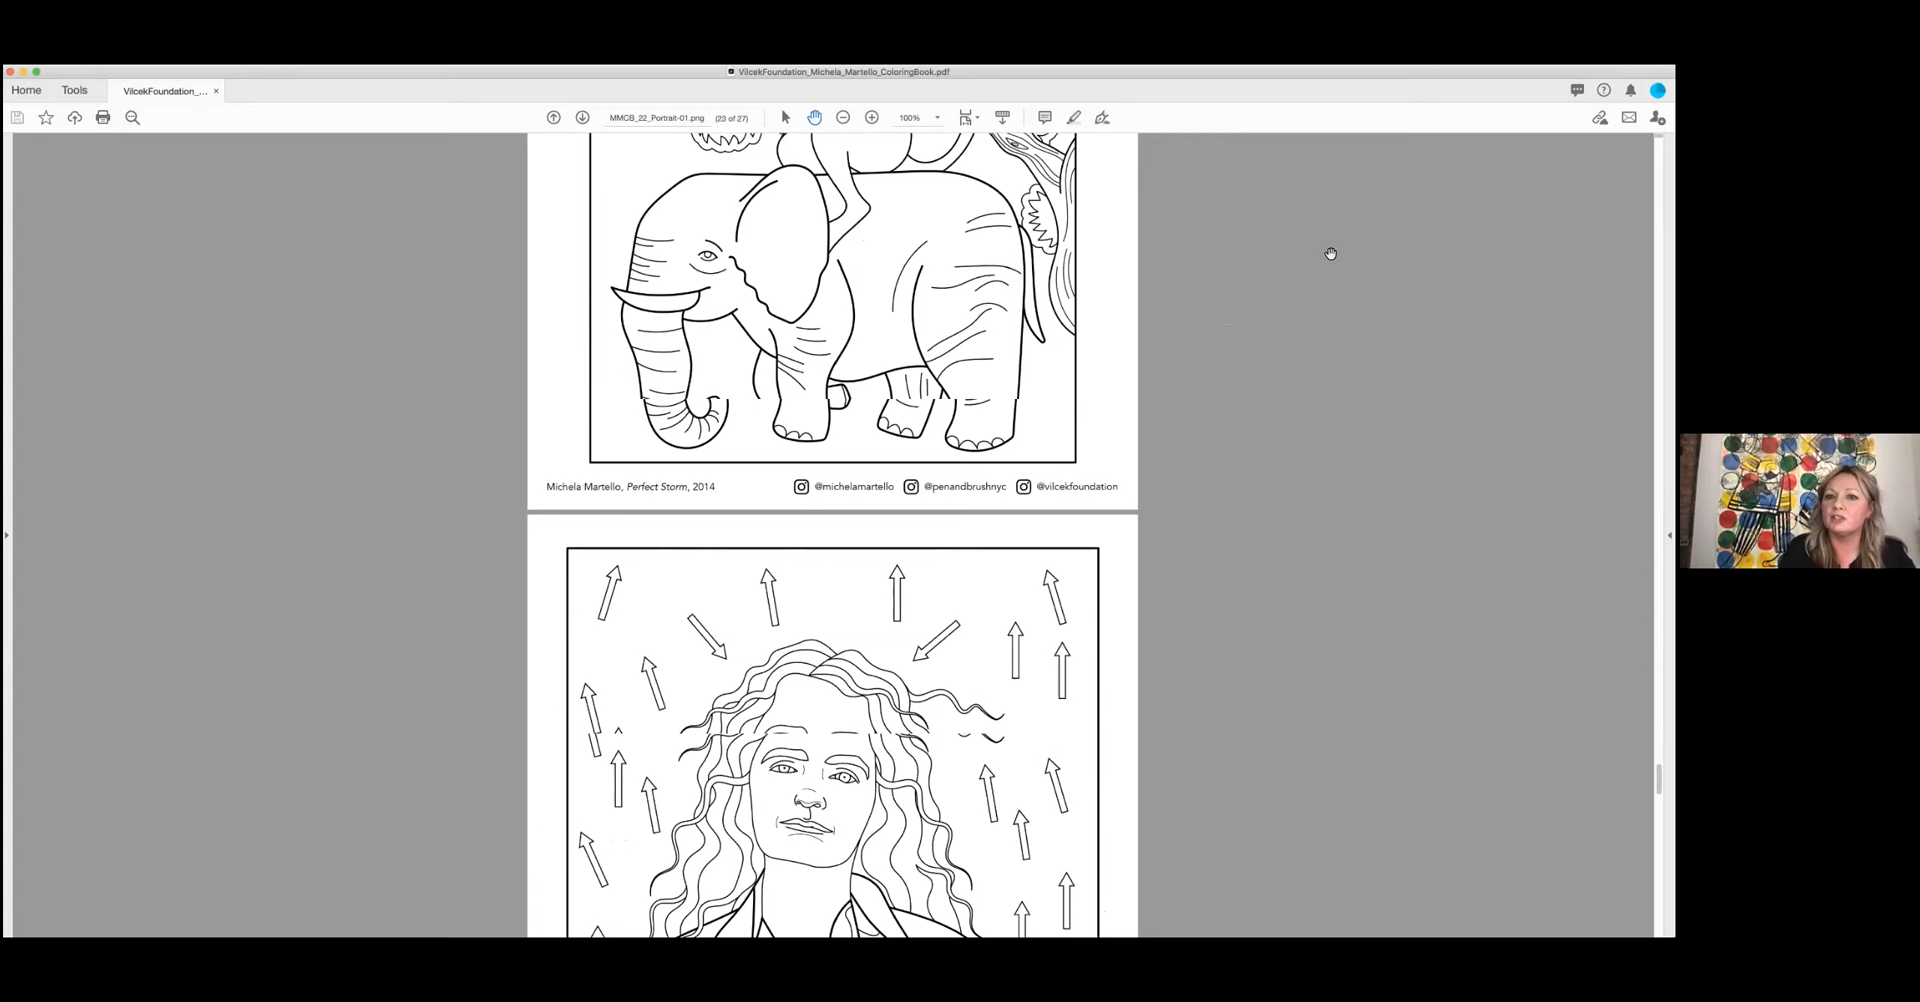 VilcekFoundation_Michela_Martello_ColoringBook.pdf
Home Tools VilcekFoundation_... ×
MMCB_22_Portrait-01.png (23 of 27) 100%
Michela Martello, Perfect Storm, 2014 @michelamartello @penandbrushnyc @vilcekfoundation